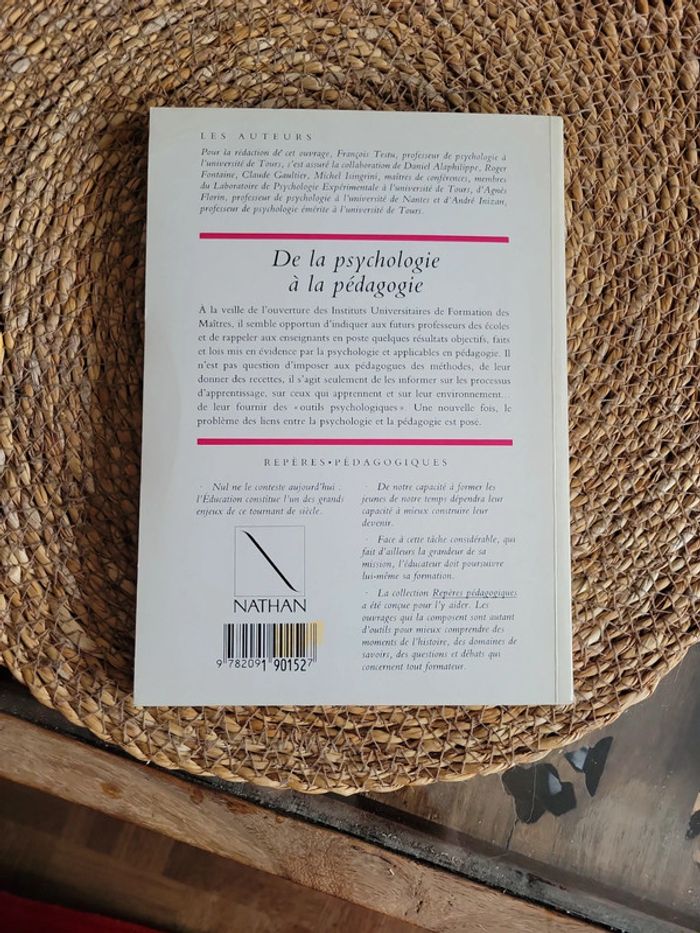 LES AUTEURS
Pour la rédaction de cet ouvrage, François Testu, professeur de psychologie à
l'université de Tours, s'est assuré la collaboration de Daniel Alaphilippe, Roger
Fontaine, Claude Gaultier, Michel Isingrini, maîtres de conférences, membres
du Laboratoire de Psychologie Expérimentale à l'université de Tours, d'Agnès
Florin, professeur de psychologie à l'université de Nantes et d'André Inizan,
professeur de psychologie émérite à l'université de Tours.
De la psychologie
à la pédagogie
À la veille de l'ouverture des Instituts Universitaires de Formation des
Maîtres, il semble opportun d'indiquer aux futurs professeurs des écoles
et de rappeler aux enseignants en poste quelques résultats objectifs, faits
et lois mis en évidence par la psychologie et applicables en pédagogie. Il
n'est pas question d'imposer aux pédagogues des méthodes, de leur
donner des recettes, il s'agit seulement de les informer sur les processus
d'apprentissage, sur ceux qui apprennent et sur leur environnement...
de leur fournir des «outils psychologiques» Une nouvelle fois, le
problème des liens entre la psychologie et la pédagogie est posé.
REPÈRES•PÉDAGOGIQUES
· Nul ne le conteste aujourd'hui :
l'Éducation constitue l'un des grands
enjeux de ce tournant de siècle.
NATHAN
9 782091 901527
· De notre capacité à former les
jeunes de notre temps dépendra leur
capacité à mieux construire leur
devenir.
· Face à cette tâche considérable, qui
fait d'ailleurs la grandeur de sa
mission, l'éducateur doit poursuivre
lui-même sa formation.
· La collection Repères pédagogiques
a été conçue pour l'y aider. Les
ouvrages qui la composent sont autant
d'outils pour mieux comprendre des
moments de l'histoire, des domaines de
savoirs, des questions et débats qui
concernent tout formateur.